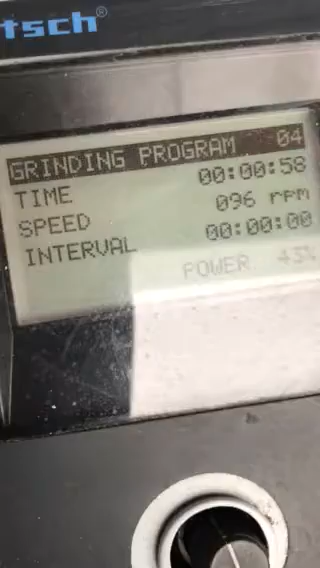 tsch®
GRINDING PROGRAM 04
TIME 00:00:58
SPEED 096 rpm
INTERVAL 00:00:00
POWER 43%